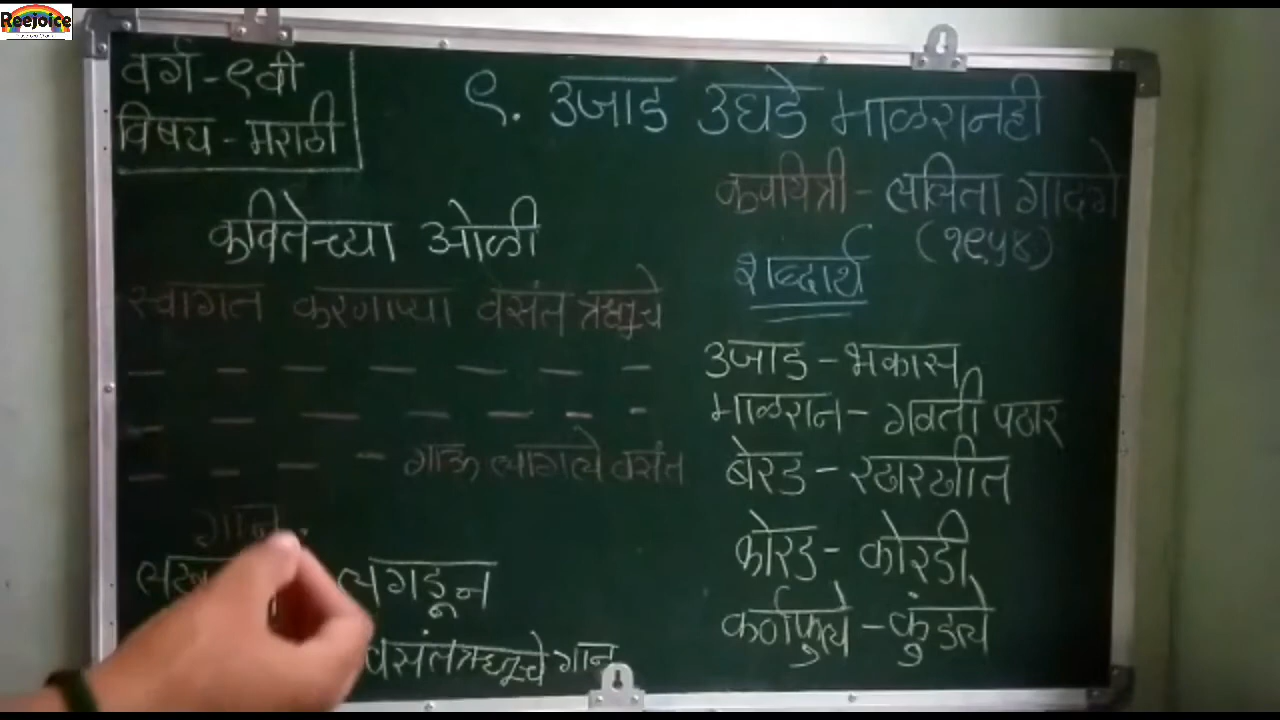 Reejoice
वर्ग - ९वी
विषय - मराठी
९. उजाड उघडे माळरानही
कवयित्री - ललिता गादगे
(१९५४)
कवितेच्या ओळी
स्वागत करणाऱ्या वसंत ऋतूचे
गाऊ लागले वसंत
गान.
लगडून
वसंतऋतूचे गान
शब्दार्थ
उजाड - भकास
माळरान - गवती पठार
बेरड - रखरखीत
कोरड - कोरडी
कर्णफुले - कुंडले